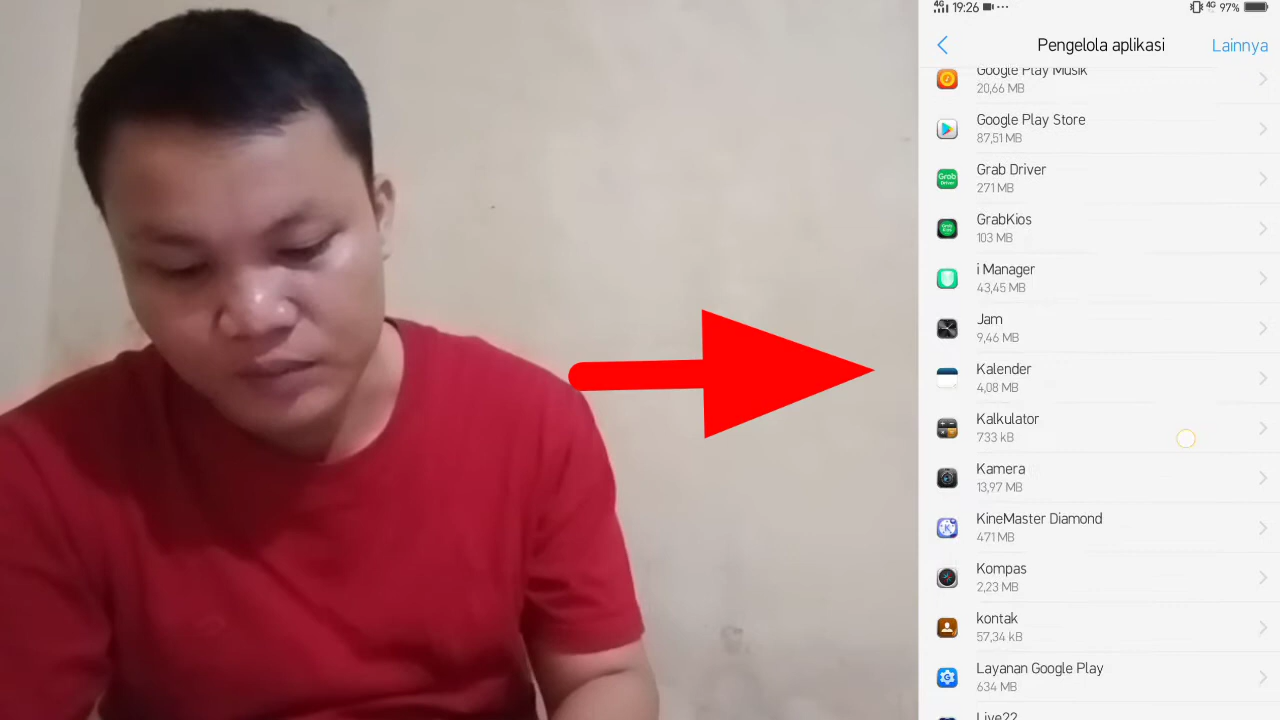 4G 19:26 ... 4G 97%
Pengelola aplikasi Lainnya
Google Play Musik
20,66 MB
Google Play Store
87,51 MB
Grab Driver
271 MB
GrabKios
103 MB
i Manager
43,45 MB
Jam
9,46 MB
Kalender
4,08 MB
Kalkulator
733 kB
Kamera
13,97 MB
KineMaster Diamond
471 MB
Kompas
2,23 MB
kontak
57,34 kB
Layanan Google Play
634 MB
Live22